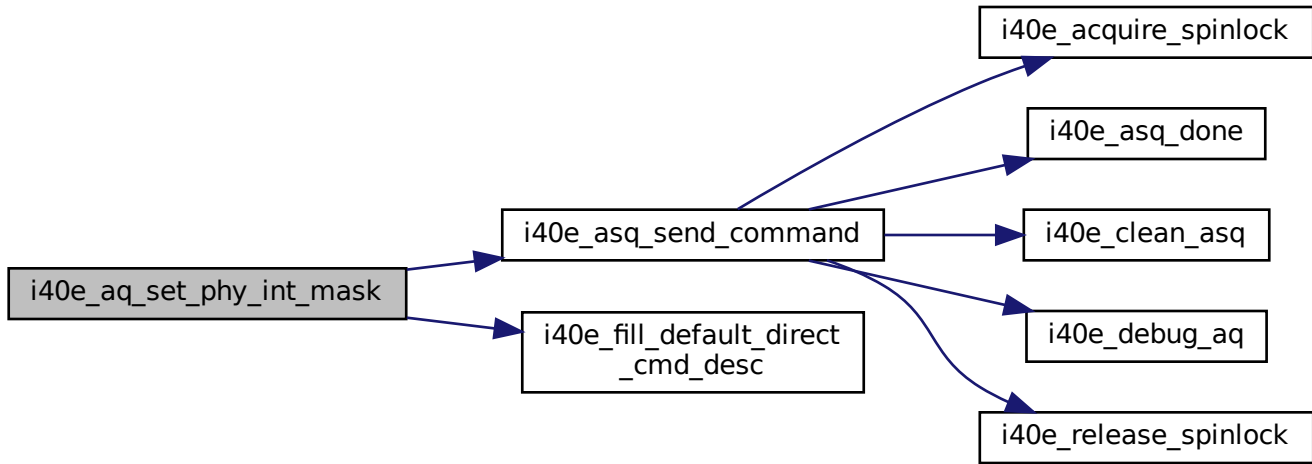 i40e_acquire_spinlock
i40e_asq_done
i40e_asq_send_command
i40e_clean_asq
i40e_aq_set_phy_int_mask
i40e_fill_default_direct
_cmd_desc
i40e_debug_aq
i40e_release_spinlock